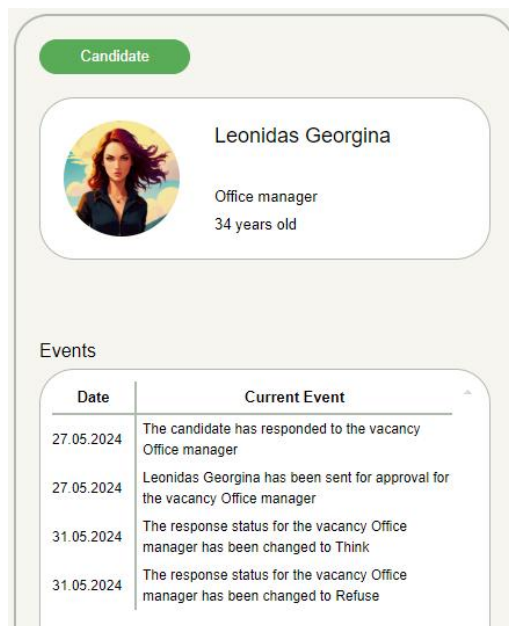 Candidate
Leonidas Georgina
Office manager
34 years old
Events
Date Current Event
27.05.2024 The candidate has responded to the vacancy
Office manager
27.05.2024 Leonidas Georgina has been sent for approval for
the vacancy Office manager
31.05.2024 The response status for the vacancy Office
manager has been changed to Think
31.05.2024 The response status for the vacancy Office
manager has been changed to Refuse